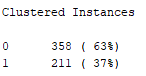 Clustered Instances
0       358 ( 63%)
1       211 ( 37%)